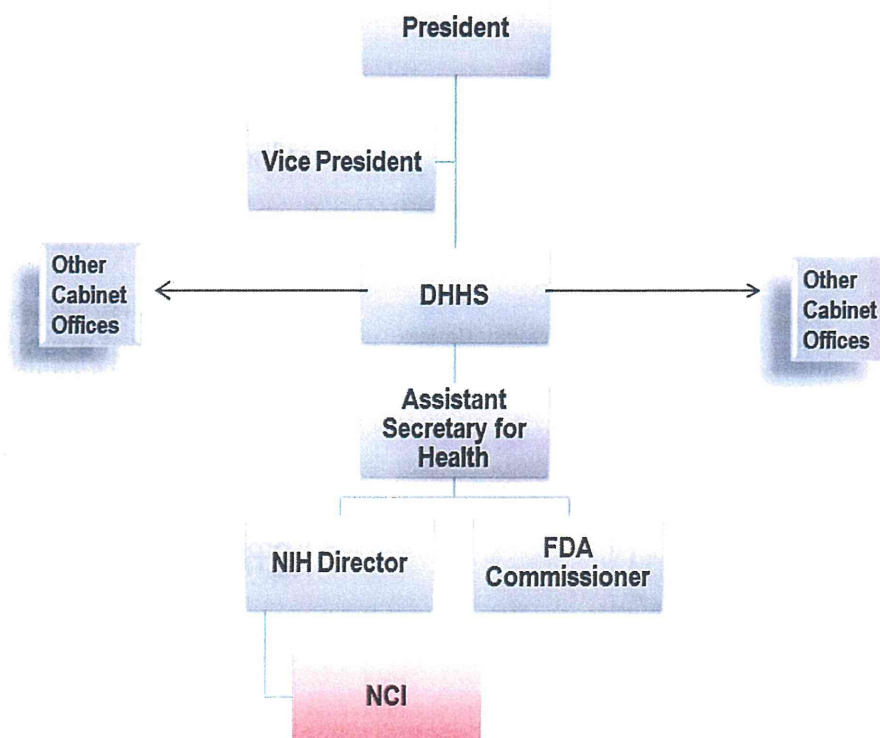 President
Vice President
Other
Cabinet
Offices
DHHS
Other
Cabinet
Offices
Assistant
Secretary for
Health
NIH Director
FDA
Commissioner
NCI